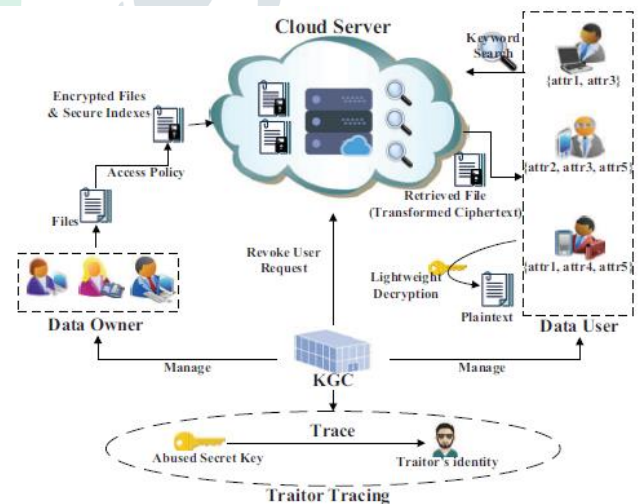 Cloud Server
Keyword
Search
{attr1, attr3}
Encrypted Files
& Secure Indexes
Access Policy
Files
{attr2, attr3, attr5}
Retrieved File
(Transformed Ciphertext)
Revoke User
Request
Lightweight
Decryption
Plaintext
{attr1, attr4, attr5}
Data Owner
Data User
Manage
KGC
Manage
Trace
Abused Secret Key
Traitor's identity
Traitor Tracing